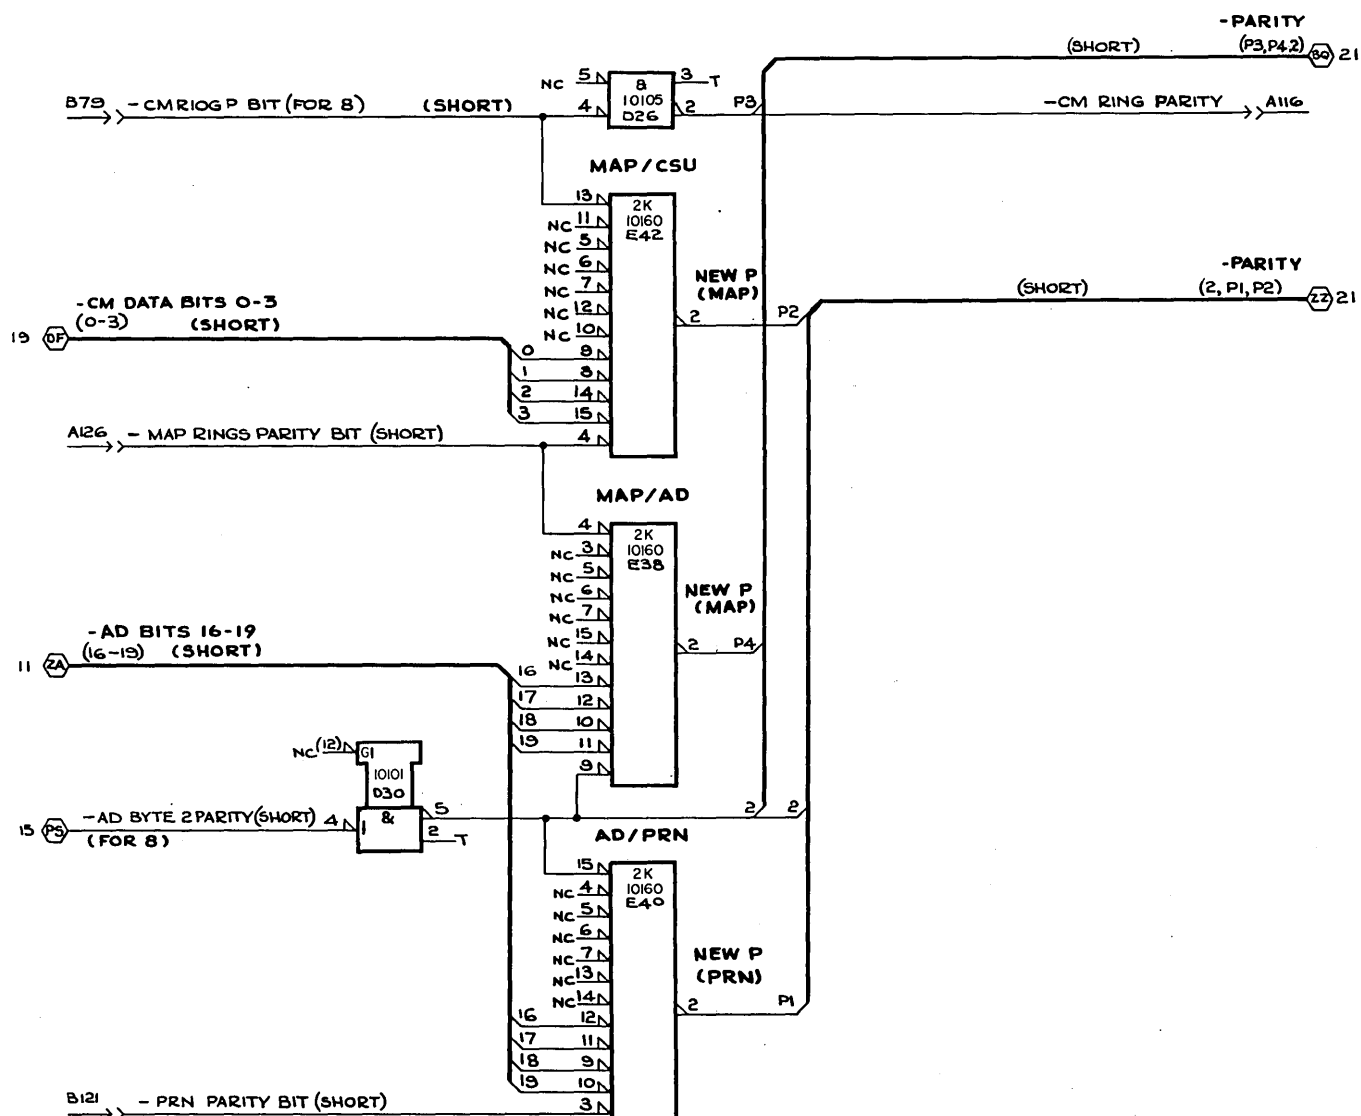 -PARITY
(SHORT) (P3,P4,2) BQ 21
NC 5 & 3 T
B79 -CMRIOG P BIT (FOR 8) (SHORT) 4 10105 2 P3 -CM RING PARITY A116
D26
MAP/CSU
13 2K
NC 11 10160
NC 5 E42
NC 6
NC 7
NC 12
NC 10
NEW P
(MAP)
2 P2
-PARITY
(SHORT) (2, P1, P2) ZZ 21
-CM DATA BITS 0-3
(0-3) (SHORT)
19 DF
0 9
1 8
2 14
3 15
A126 - MAP RINGS PARITY BIT (SHORT) 4
MAP/AD
4 2K
NC 3 10160
NC 5 E38
NC 6
NC 7
NC 15
NC 14
NEW P
(MAP)
2 P4
-AD BITS 16-19
(16-19) (SHORT)
11 ZA
16 13
17 12
18 10
19 11
9
NC (12) G1
10101
D30
-AD BYTE 2 PARITY (SHORT) 4 1 & 5 2 2
15 PS 2 T
(FOR 8)
AD/PRN
15 2K
NC 4 10160
NC 5 E40
NC 6
NC 7
NC 13
NC 14
NEW P
(PRN)
2 P1
16 12
17 11
18 9
19 10
B121 - PRN PARITY BIT (SHORT) 3